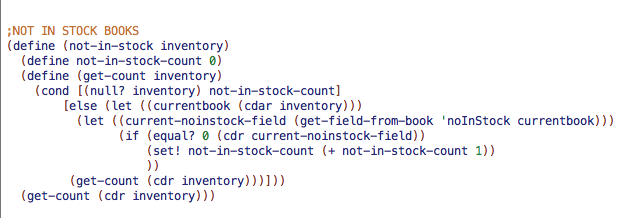 ;NOT IN STOCK BOOKS
(define (not-in-stock inventory)
  (define not-in-stock-count 0)
  (define (get-count inventory)
    (cond [(null? inventory) not-in-stock-count]
        [else (let ((currentbook (cdar inventory)))
          (let ((current-noinstock-field (get-field-from-book 'noInStock currentbook)))
                (if (equal? 0 (cdr current-noinstock-field))
                    (set! not-in-stock-count (+ not-in-stock-count 1))
                    ))
         (get-count (cdr inventory)))]))
  (get-count (cdr inventory)))